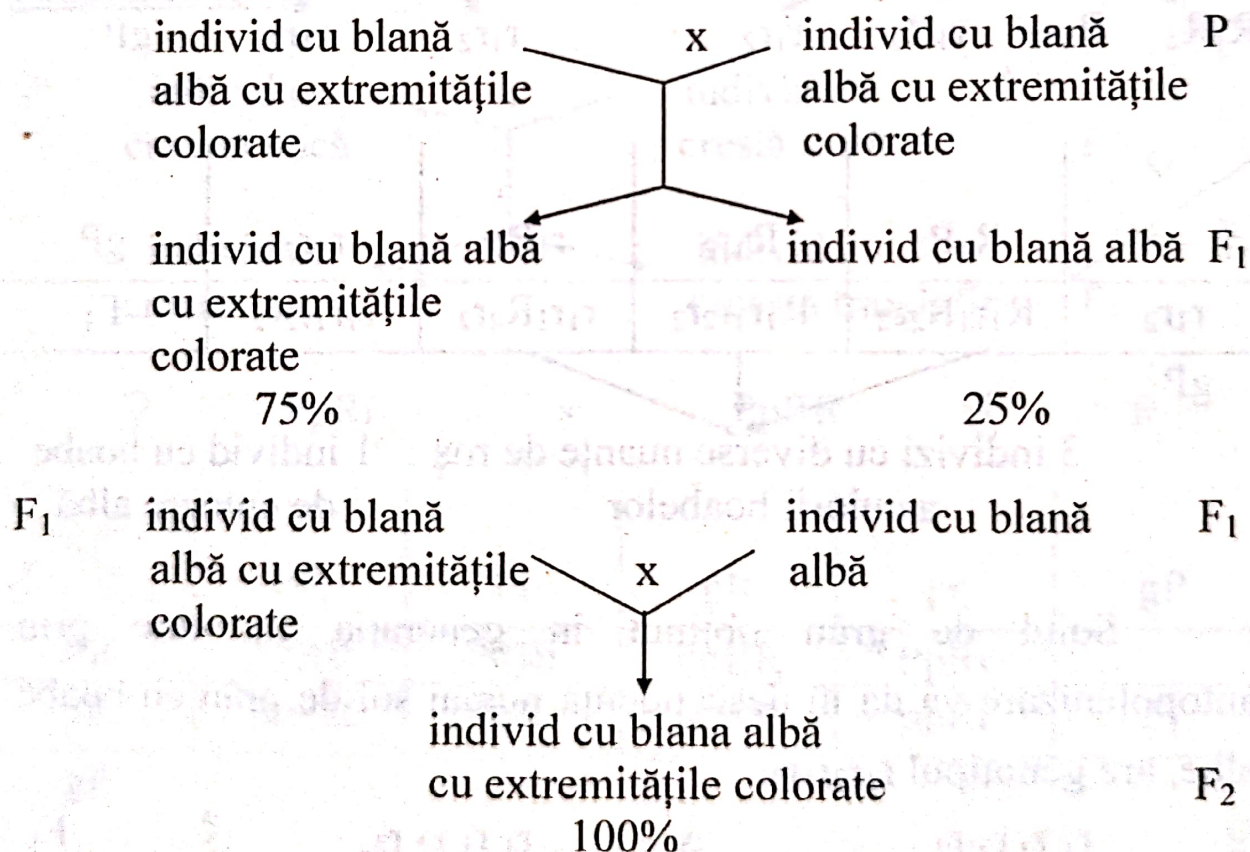 individ cu blană x individ cu blană P
albă cu extremitățile albă cu extremitățile
colorate colorate
individ cu blană albă individ cu blană albă F₁
cu extremitățile
colorate
75% 25%
F₁ individ cu blană individ cu blană F₁
albă cu extremitățile x albă
colorate
individ cu blana albă
cu extremitățile colorate F₂
100%